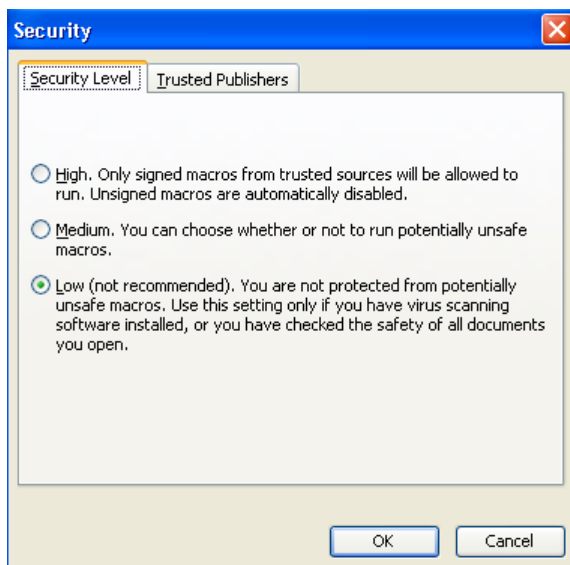 Security
Security Level
Trusted Publishers
High. Only signed macros from trusted sources will be allowed to
run. Unsigned macros are automatically disabled.
Medium. You can choose whether or not to run potentially unsafe
macros.
Low (not recommended). You are not protected from potentially
unsafe macros. Use this setting only if you have virus scanning
software installed, or you have checked the safety of all documents
you open.
OK
Cancel